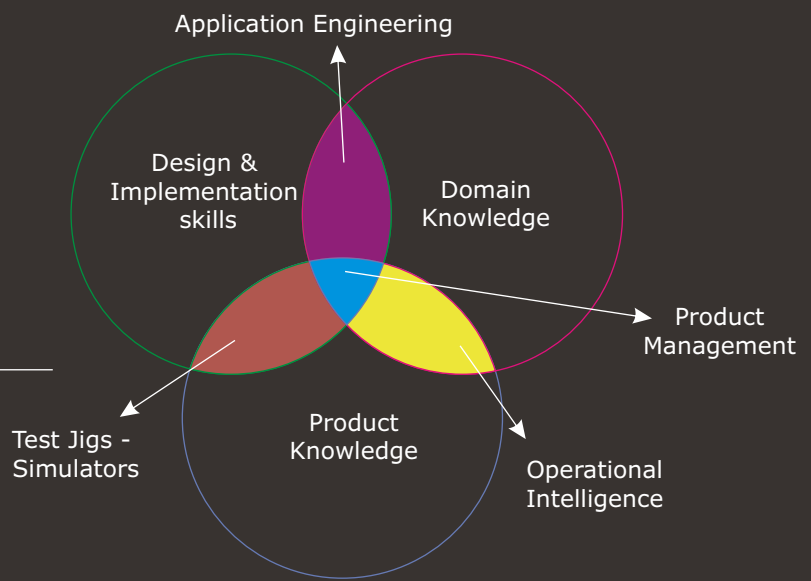 Application Engineering
Design &
Implementation
skills
Domain
Knowledge
Product
Management
Product
Knowledge
Test Jigs -
Simulators
Operational
Intelligence